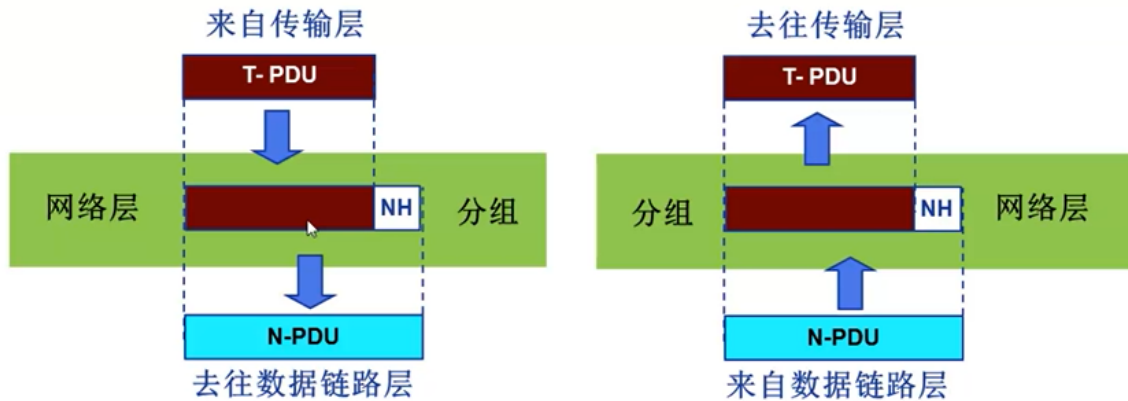 来自传输层
T- PDU
网络层
NH
分组
N-PDU
去往数据链路层
去往传输层
T- PDU
分组
NH
网络层
N-PDU
来自数据链路层